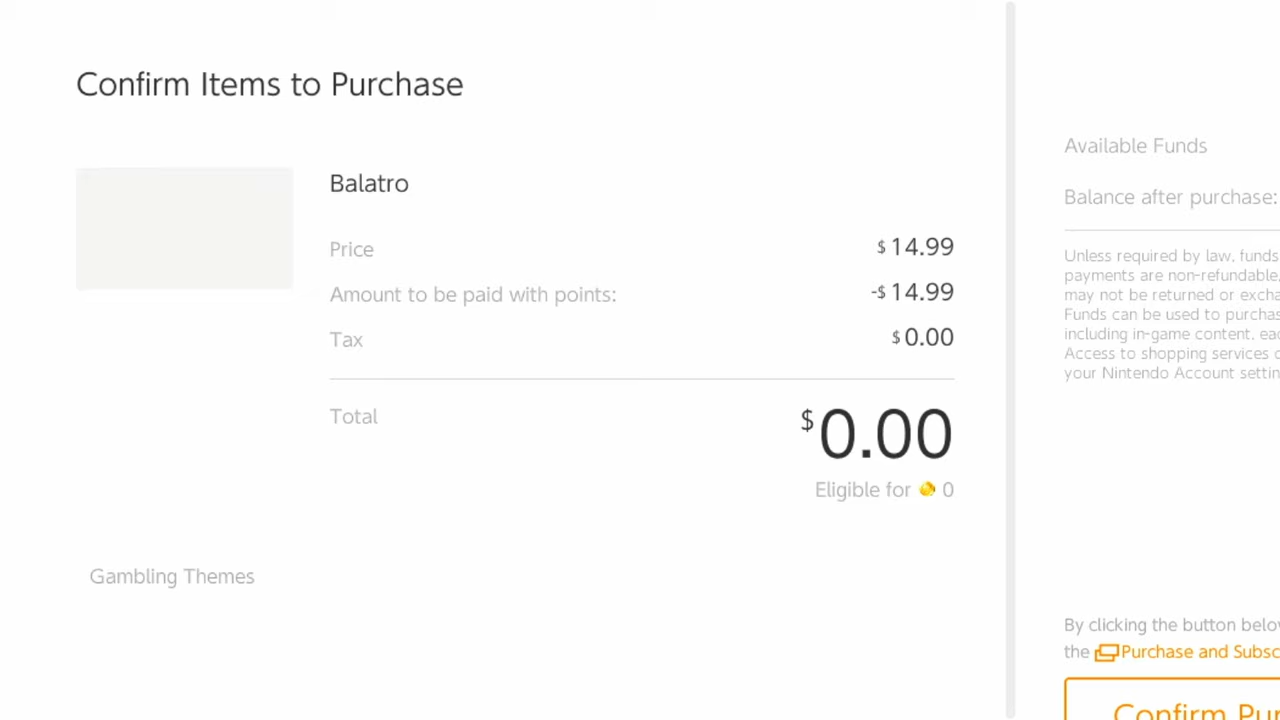 Confirm Items to Purchase
Balatro
Price $14.99
Amount to be paid with points: -$14.99
Tax $0.00
Total $0.00
Eligible for 0
Gambling Themes
Available Funds
Balance after purchase:
Unless required by law, funds
payments are non-refundable,
may not be returned or excha
Funds can be used to purchas
including in-game content, eac
Access to shopping services
your Nintendo Account settin
By clicking the button belo
the Purchase and Subsc
Confirm Pur